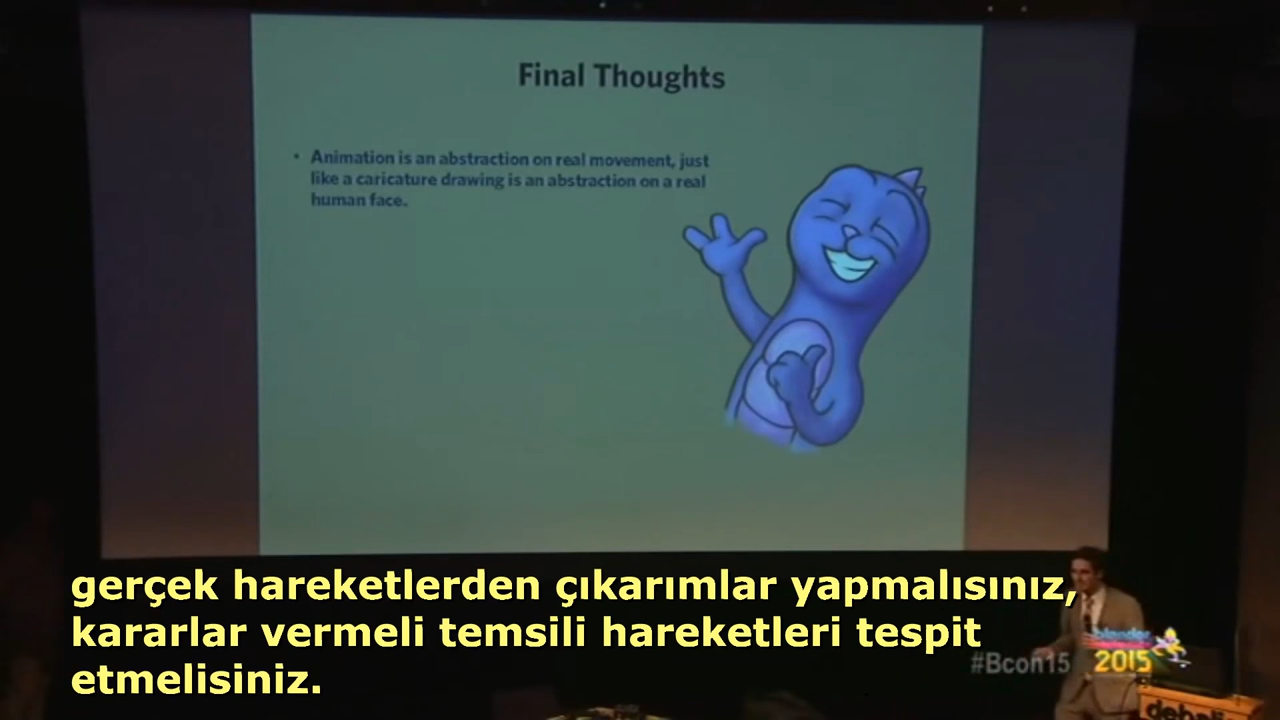 Final Thoughts
• Animation is an abstraction on real movement, just
like a caricature drawing is an abstraction on a real
human face.
gerçek hareketlerden çıkarımlar yapmalısınız,
kararlar vermeli temsili hareketleri tespit
etmelisiniz.
blender
#Bcon15
2015